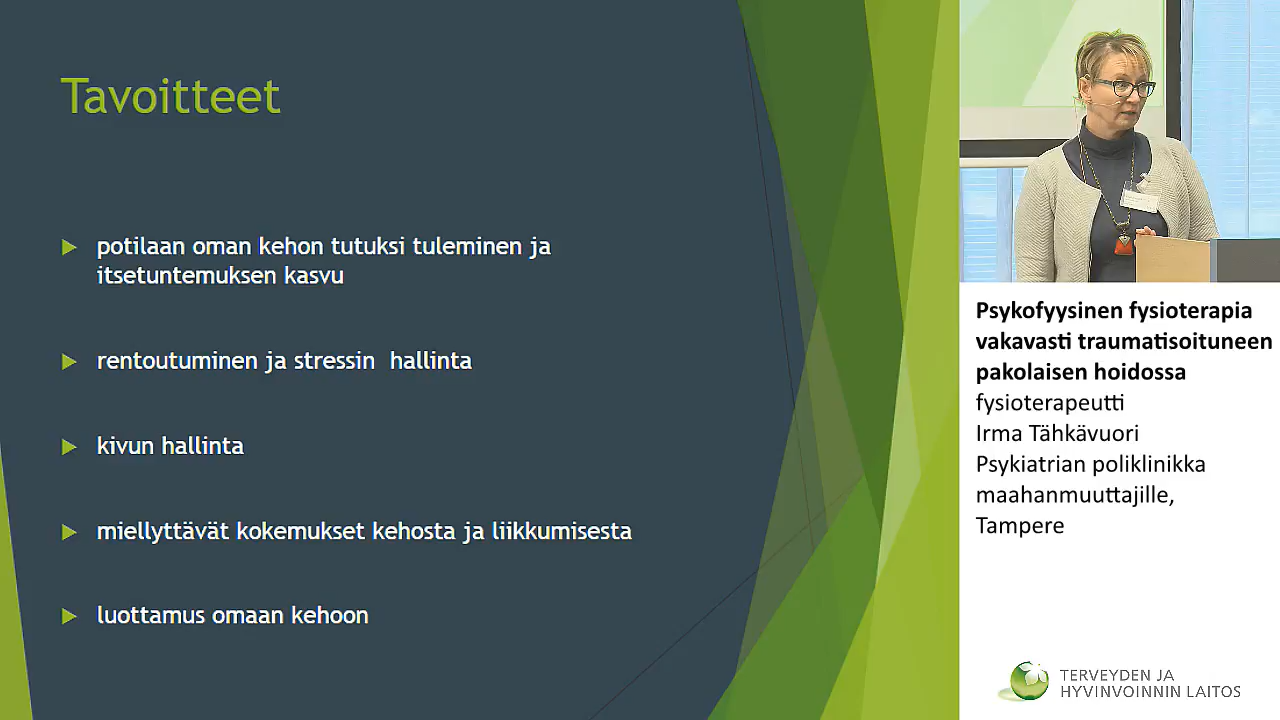 Tavoitteet
potilaan oman kehon tutuksi tuleminen ja
itsetuntemuksen kasvu
rentoutuminen ja stressin hallinta
kivun hallinta
miellyttävät kokemukset kehosta ja liikkumisesta
luottamus omaan kehoon
Psykofyysinen fysioterapia
vakavasti traumatisoituneen
pakolaisen hoidossa
fysioterapeutti
Irma Tähkävuori
Psykiatrian poliklinikka
maahanmuuttajille,
Tampere
TERVEYDEN JA
HYVINVOINNIN LAITOS